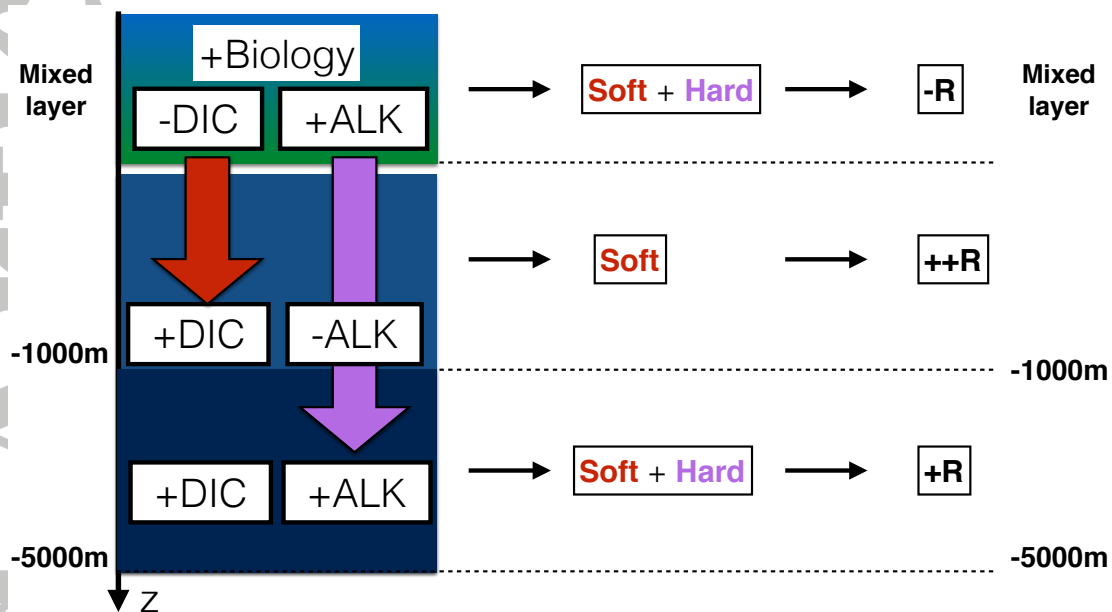 +Biology
Mixed
layer
-DIC
+ALK
Soft + Hard
-R
Mixed
layer
Soft
++R
+DIC
-ALK
-1000m
-1000m
+DIC
+ALK
Soft + Hard
+R
-5000m
-5000m
Z